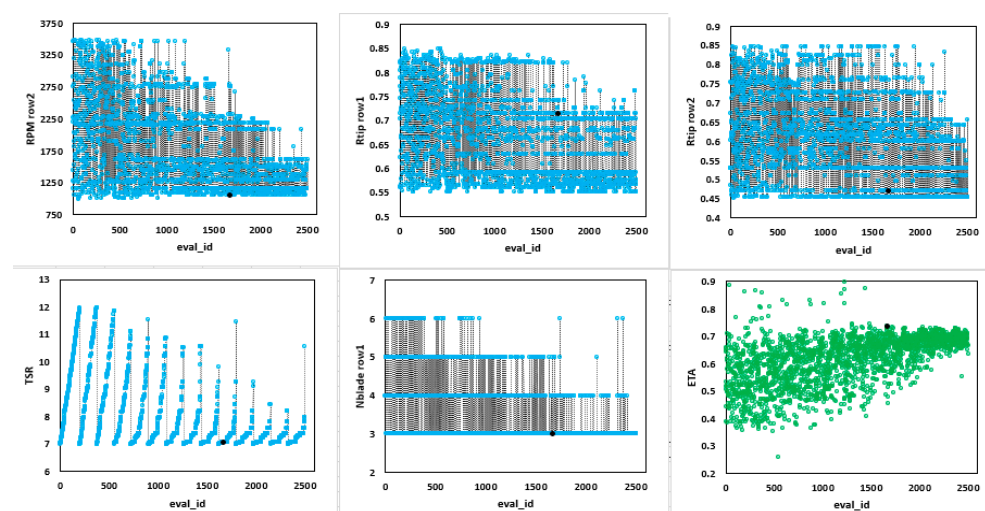 3750
3250
2750
2250
1750
1250
750
RPM row2
0 500 1000 1500 2000 2500
eval_id
0.9
0.85
0.8
0.75
0.7
0.65
0.6
0.55
0.5
Rtip row1
0 500 1000 1500 2000 2500
eval_id
0.9
0.85
0.8
0.75
0.7
0.65
0.6
0.55
0.5
0.45
0.4
Rtip row2
0 500 1000 1500 2000 2500
eval_id
13
12
11
10
9
8
7
6
TSR
0 500 1000 1500 2000 2500
eval_id
7
6
5
4
3
2
Nblade row1
0 500 1000 1500 2000 2500
eval_id
0.9
0.8
0.7
0.6
0.5
0.4
0.3
0.2
ETA
0 500 1000 1500 2000 2500
eval_id